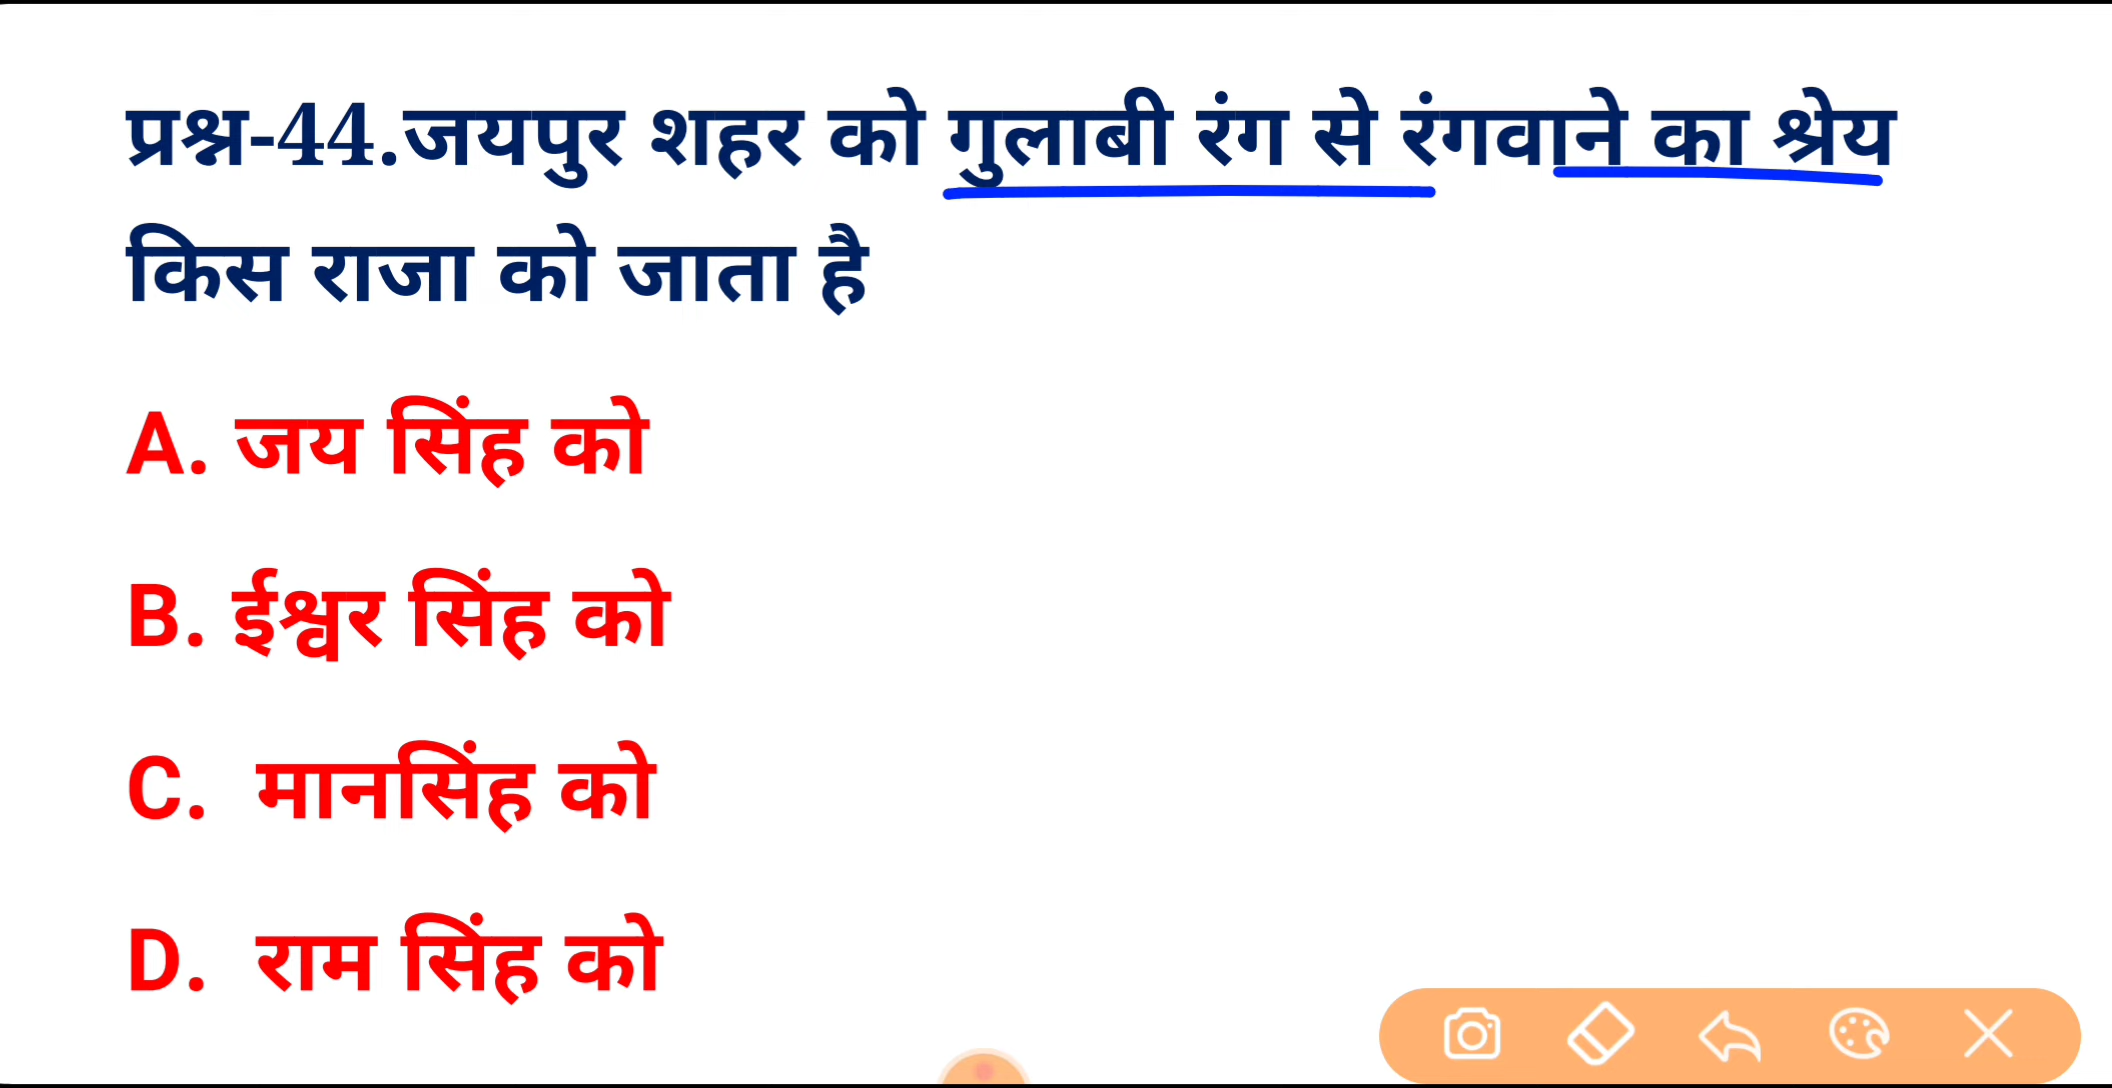 प्रश्न-44.जयपुर शहर को गुलाबी रंग से रंगवाने का श्रेय
किस राजा को जाता है
A. जय सिंह को
B. ईश्वर सिंह को
C. मानसिंह को
D. राम सिंह को